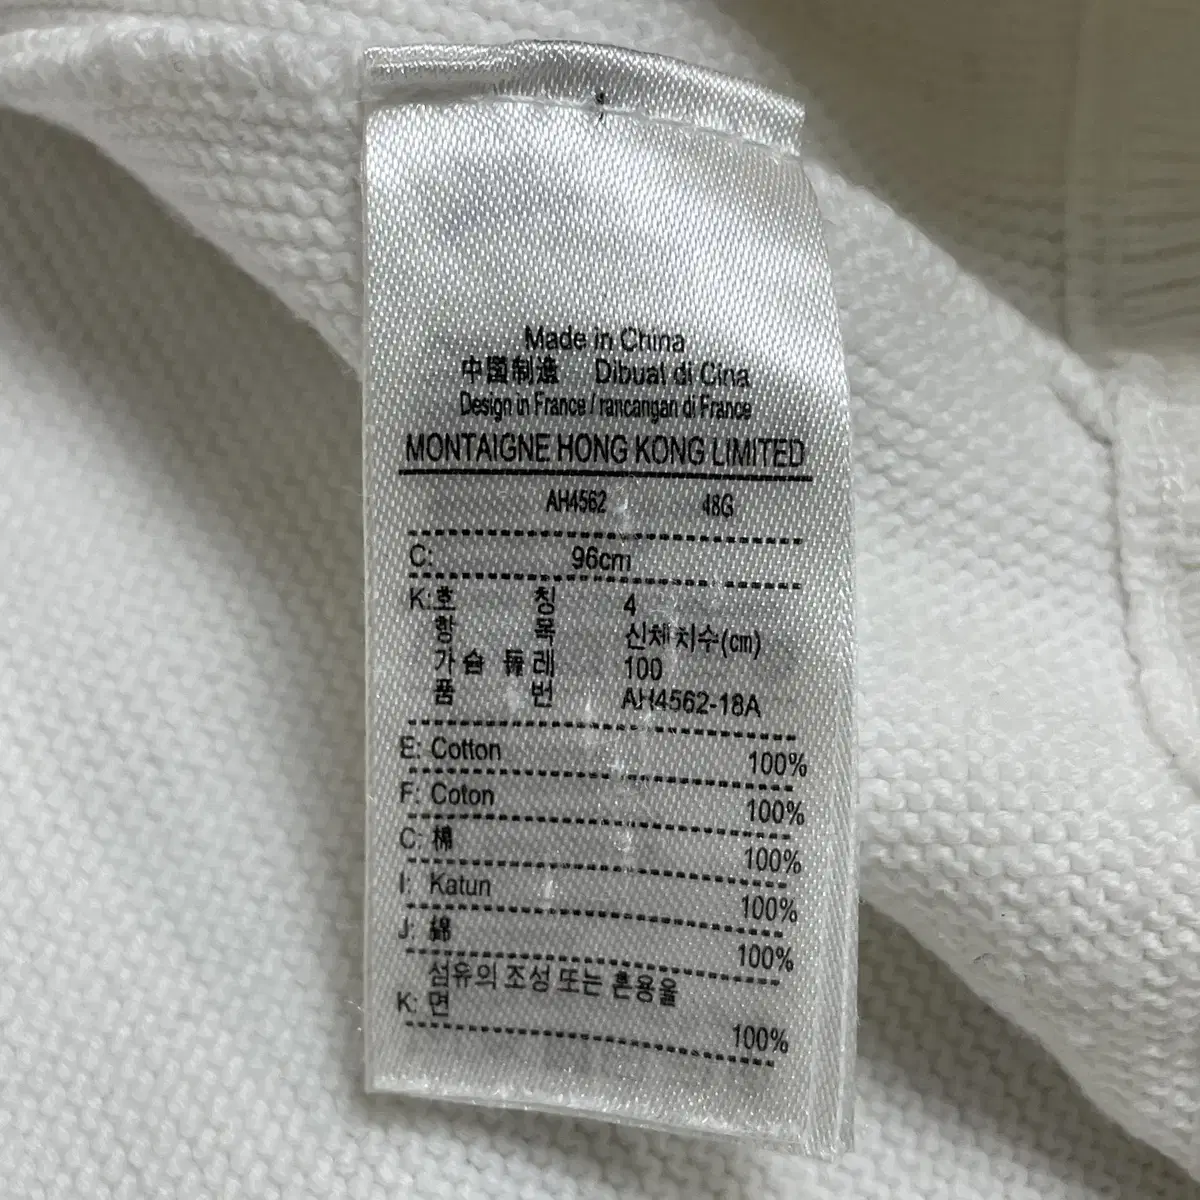 Made in China
中国制造 Dibuat di Cina
Design in France / rancangan di France
MONTAIGNE HONG KONG LIMITED
AH4562 48G
C: 96cm
K:호 칭 4
항 목 신체치수(cm)
가슴 둘레 100
품 번 AH4562-18A
E: Cotton 100%
F: Coton 100%
C: 棉 100%
I: Katun 100%
J: 綿 100%
섬유의 조성 또는 혼용율
K: 면 100%